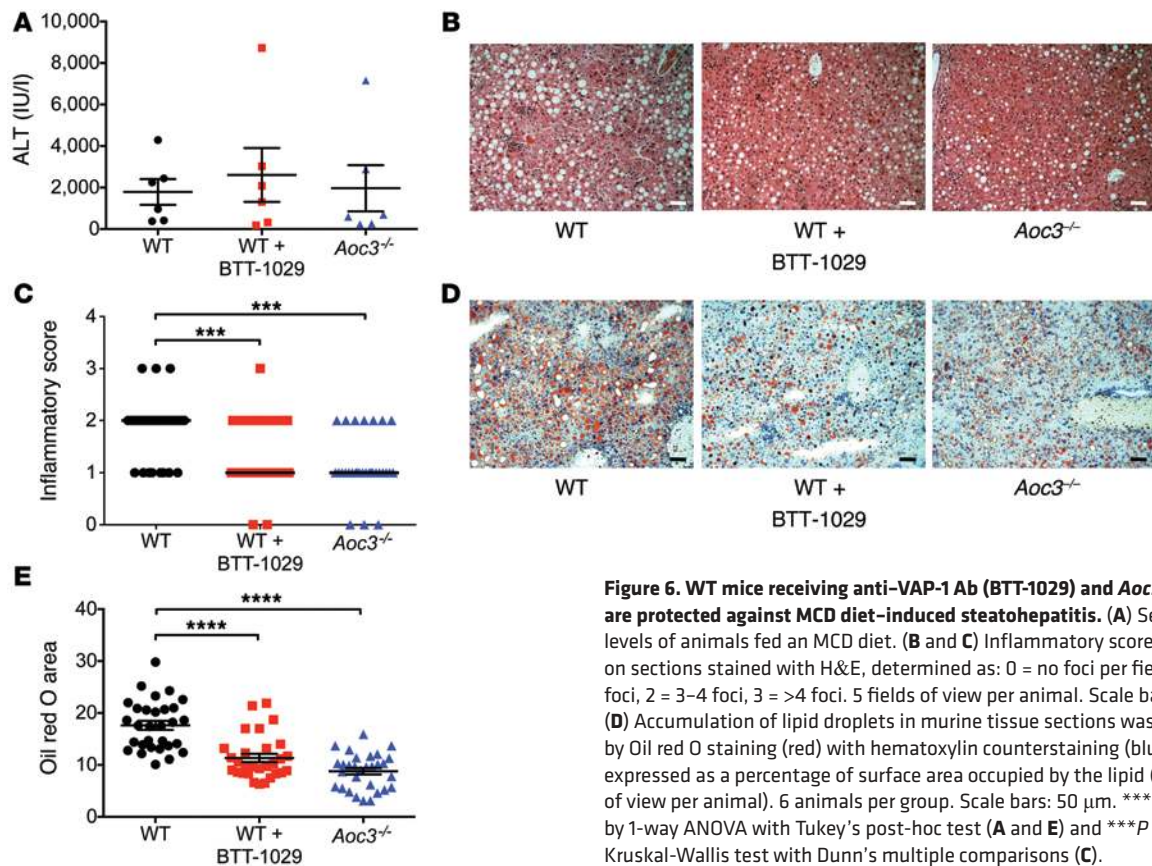 A
10,000
8,000
6,000
4,000
2,000
0
ALT (IU/l)
WT
WT +
BTT-1029
Aoc3-/-
B
WT
WT +
BTT-1029
Aoc3–/–
C
***
***
4
3
2
1
0
Inflammatory score
WT
WT +
BTT-1029
Aoc3-/-
D
WT
WT +
BTT-1029
Aoc3–/–
E
****
****
40
30
20
10
0
Oil red O area
WT
WT +
BTT-1029
Aoc3-/-
Figure 6. WT mice receiving anti–VAP-1 Ab (BTT-1029) and Aoc3
are protected against MCD diet–induced steatohepatitis. (A) Se
levels of animals fed an MCD diet. (B and C) Inflammatory score
on sections stained with H&E, determined as: 0 = no foci per fie
foci, 2 = 3–4 foci, 3 = >4 foci. 5 fields of view per animal. Scale ba
(D) Accumulation of lipid droplets in murine tissue sections was
by Oil red O staining (red) with hematoxylin counterstaining (blu
expressed as a percentage of surface area occupied by the lipid (
of view per animal). 6 animals per group. Scale bars: 50 μm. ***
by 1-way ANOVA with Tukey's post-hoc test (A and E) and ***P
Kruskal-Wallis test with Dunn's multiple comparisons (C).